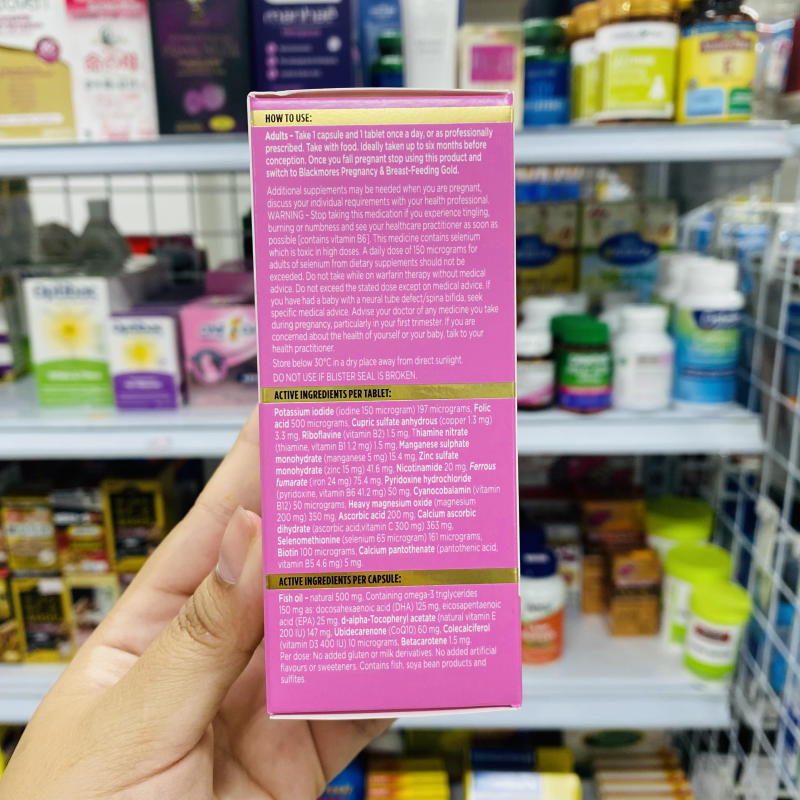 HOW TO USE:
Adults – Take 1 capsule and 1 tablet once a day, or as professionally
prescribed. Take with food. Ideally taken up to six months before
conception. Once you fall pregnant stop using this product and
switch to Blackmores Pregnancy & Breast-Feeding Gold.
Additional supplements may be needed when you are pregnant,
discuss your individual requirements with your health professional.
WARNING – Stop taking this medication if you experience tingling,
burning or numbness and see your healthcare practitioner as soon as
possible [contains vitamin B6]. This medicine contains selenium
which is toxic in high doses. A daily dose of 150 micrograms for
adults of selenium from dietary supplements should not be
exceeded. Do not take while on warfarin therapy without medical
advice. Do not exceed the stated dose except on medical advice. If
you have had a baby with a neural tube defect/spina bifida, seek
specific medical advice. Advise your doctor of any medicine you take
during pregnancy, particularly in your first trimester. If you are
concerned about the health of yourself or your baby, talk to your
health practitioner.
Store below 30°C in a dry place away from direct sunlight.
DO NOT USE IF BLISTER SEAL IS BROKEN.
ACTIVE INGREDIENTS PER TABLET:
Potassium iodide (iodine 150 microgram) 197 micrograms, Folic
acid 500 micrograms. Cupric sulfate anhydrous (copper 1.3 mg)
3.3 mg, Riboflavine (vitamin B2) 1.5 mg, Thiamine nitrate
(thiamine, vitamin B1 1.2 mg) 1.5 mg, Manganese sulphate
monohydrate (manganese 5 mg) 15.4 mg, Zinc sulfate
monohydrate (zinc 15 mg) 41.6 mg, Nicotinamide 20 mg, Ferrous
fumarate (iron 24 mg) 75.4 mg, Pyridoxine hydrochloride
(pyridoxine, vitamin B6 41.2 mg) 50 mg, Cyanocobalamin (vitamin
B12) 50 micrograms, Heavy magnesium oxide (magnesium
200 mg) 350 mg, Ascorbic acid 200 mg, Calcium ascorbic
dihydrate (ascorbic acid,vitamin C 300 mg) 363 mg,
Selenomethionine (selenium 65 microgram) 161 micrograms,
Biotin 100 micrograms, Calcium pantothenate (pantothenic acid,
vitamin B5 4.6 mg) 5 mg.
ACTIVE INGREDIENTS PER CAPSULE:
Fish oil – natural 500 mg. Containing omega-3 triglycerides
150 mg as: docosahexaenoic acid (DHA) 125 mg, eicosapentaenoic
acid (EPA) 25 mg, d-alpha-Tocopheryl acetate (natural vitamin E
200 IU) 147 mg, Ubidecarenone (CoQ10) 60 mg, Colecalciferol
(vitamin D3 400 IU) 10 micrograms, Betacarotene 1.5 mg.
Per dose: No added gluten or milk derivatives. No added artificial
flavours or sweeteners. Contains fish, soya bean products and
sulfites.